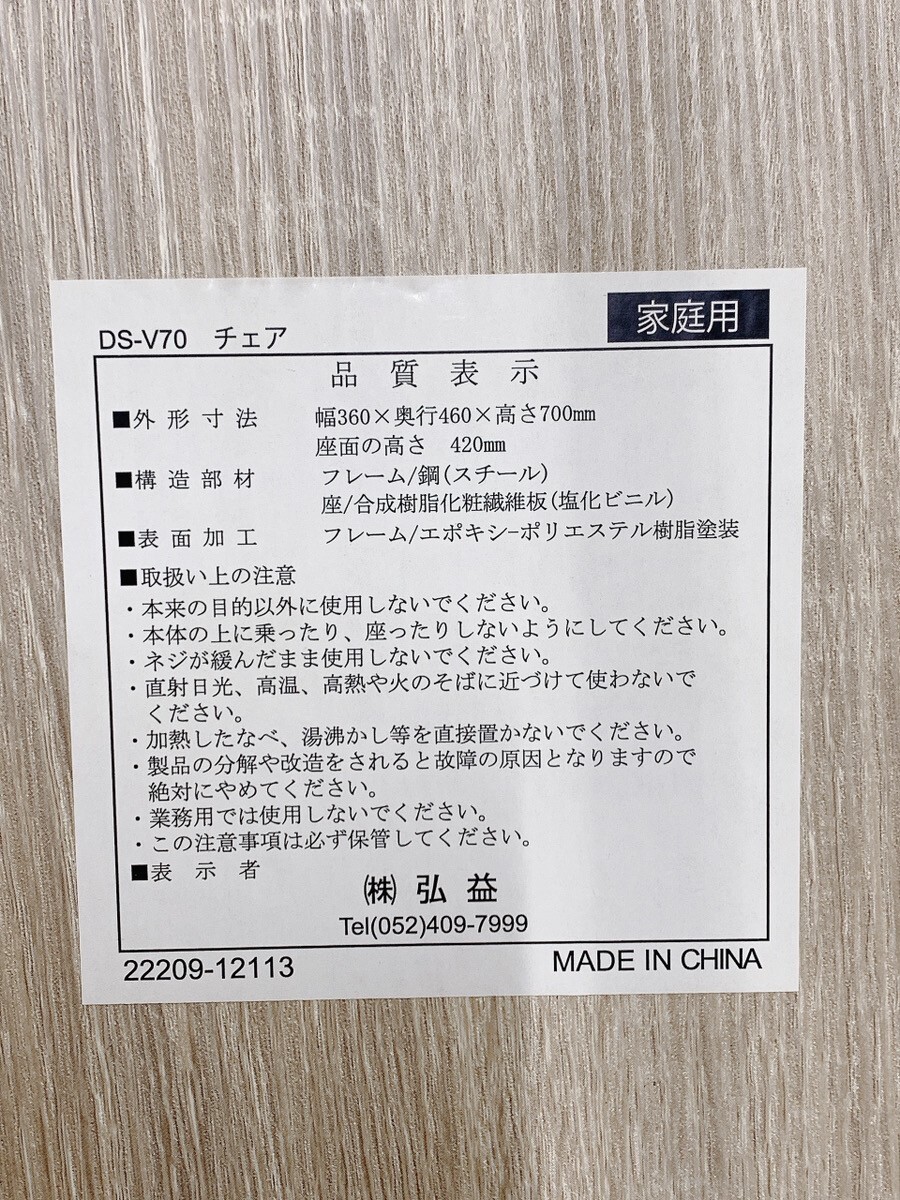 DS-V70 チェア
家庭用
品質表示
■外形寸法 幅360×奥行460×高さ700mm
座面の高さ 420mm
■構造部材 フレーム/鋼(スチール)
座/合成樹脂化粧繊維板(塩化ビニル)
■表面加工 フレーム/エポキシ-ポリエステル樹脂塗装
■取扱い上の注意
・本来の目的以外に使用しないでください。
・本体の上に乗ったり、座ったりしないようにしてください。
・ネジが緩んだまま使用しないでください。
・直射日光、高温、高熱や火のそばに近づけて使わないで
ください。
・加熱したなべ、湯沸かし等を直接置かないでください。
・製品の分解や改造をされると故障の原因となりますので
絶対にやめてください。
・業務用では使用しないでください。
・この注意事項は必ず保管してください。
■表示者
㈱弘益
Tel(052)409-7999
22209-12113
MADE IN CHINA